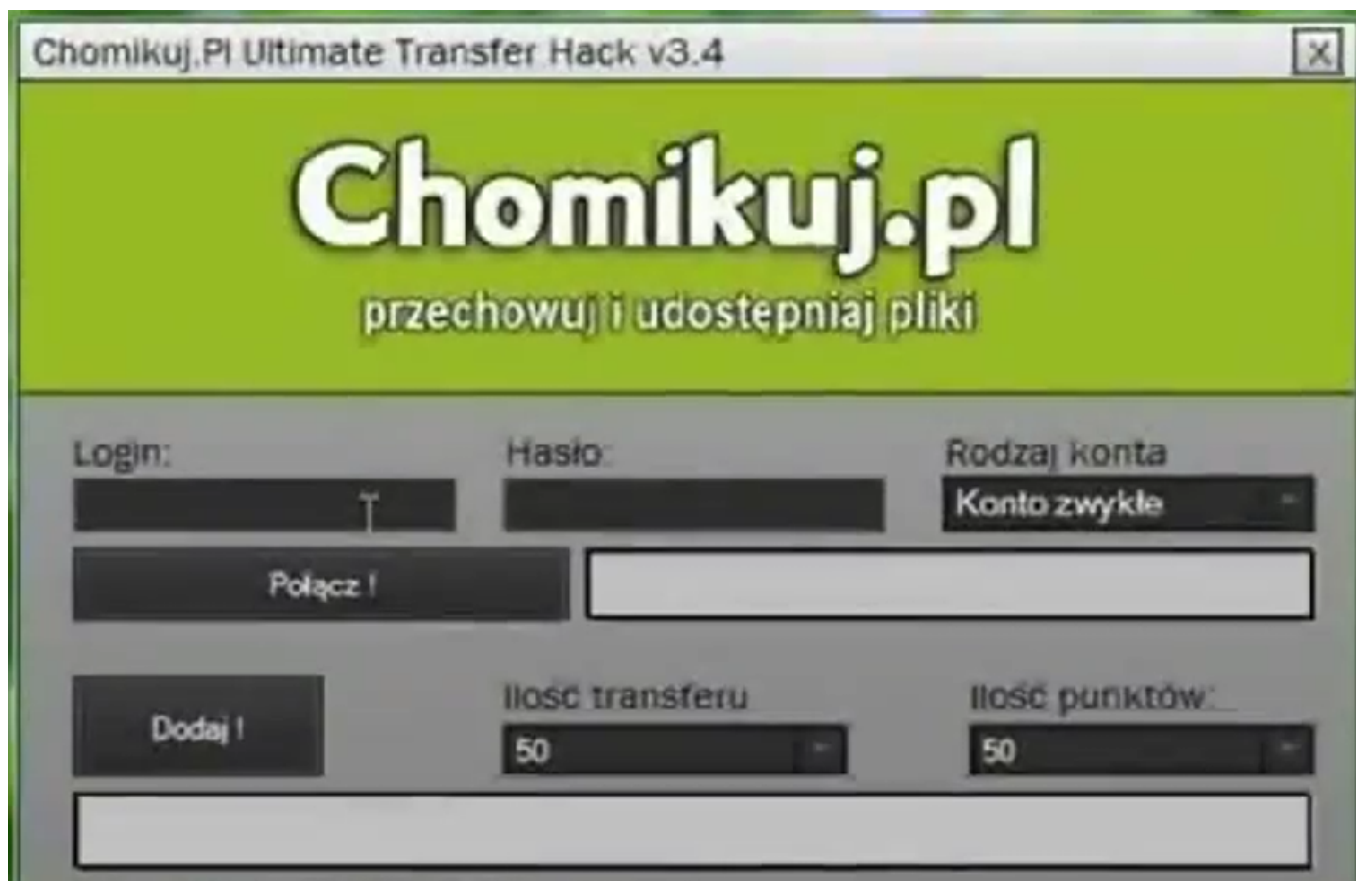 Chomikuj.Pl Ultimate Transfer Hack v3.4
X
Chomikuj.pl
przechowuj i udostępniaj pliki
Login: Hasło: Rodzaj konta
Konto zwykłe
Połącz !
Ilość transferu Ilość punktów:
Dodaj ! 50 50